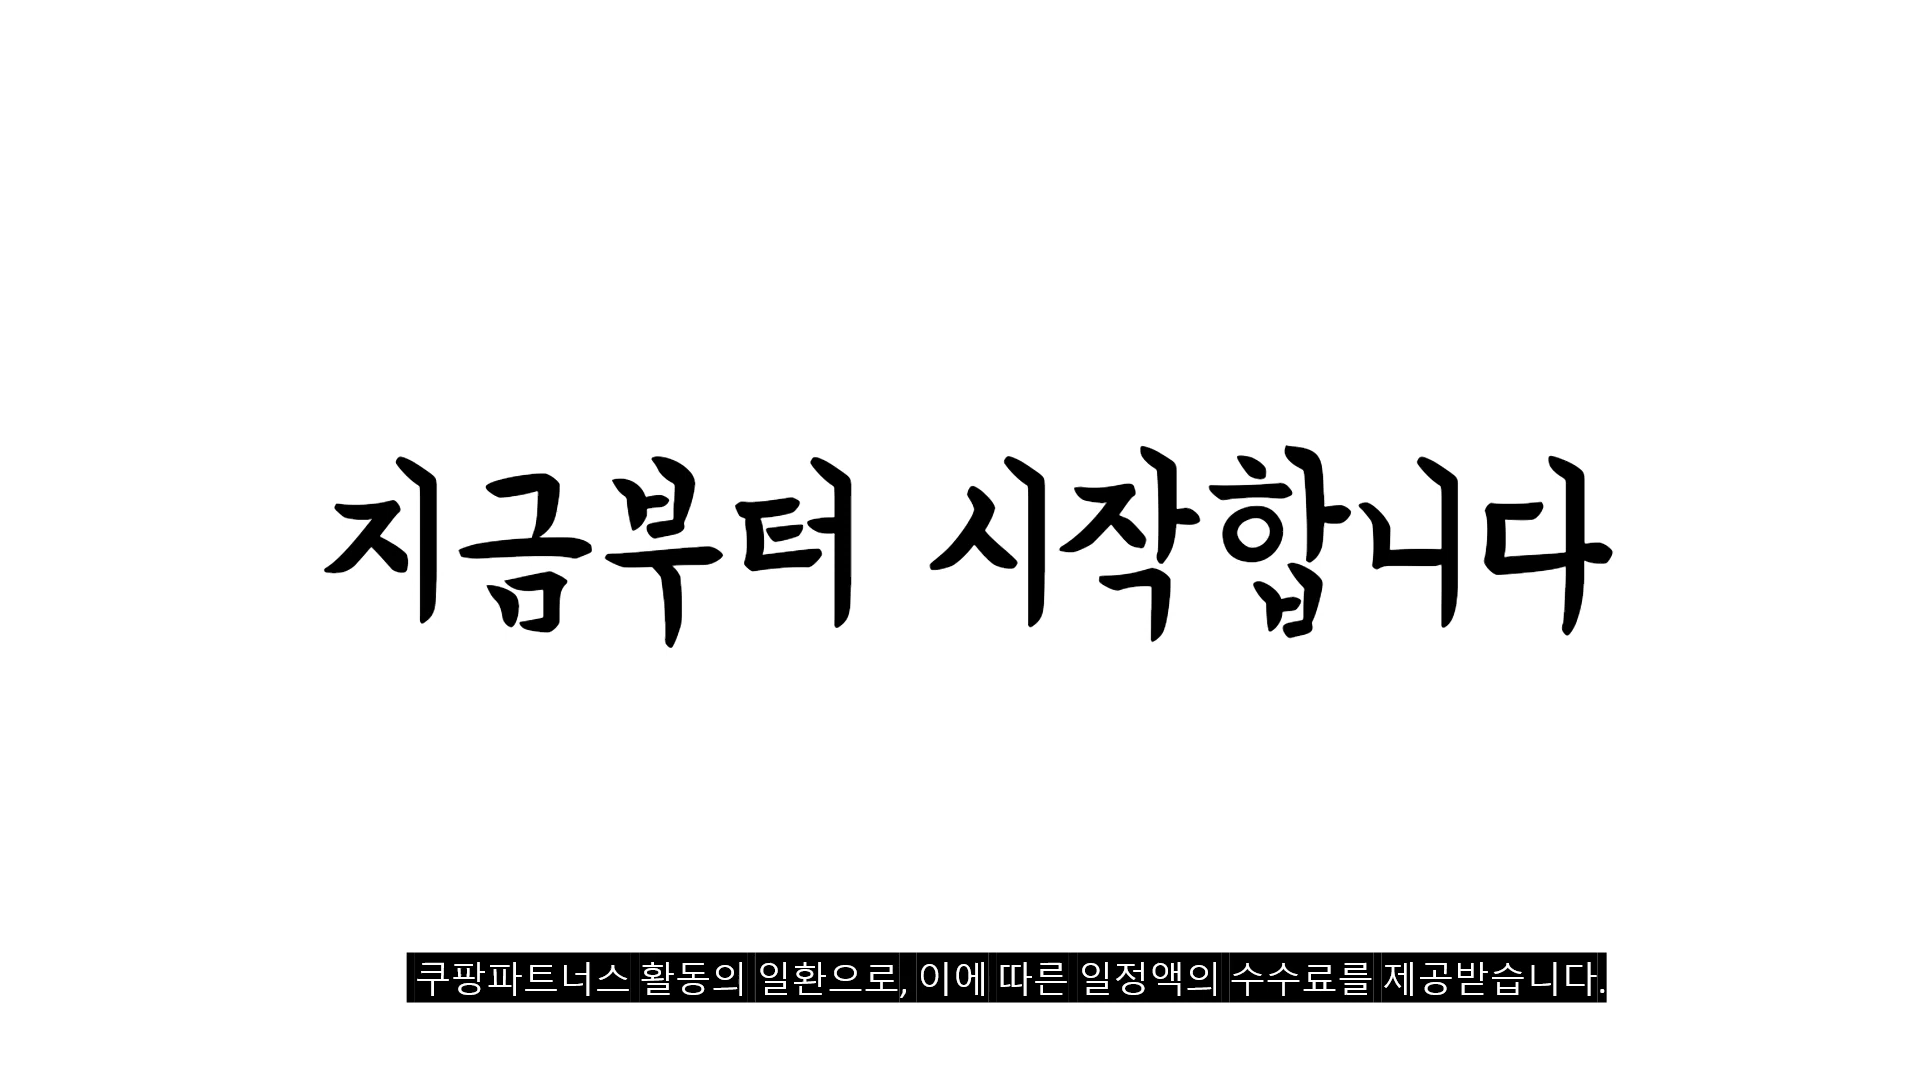 지금부터 시작합니다
쿠팡파트너스 활동의 일환으로, 이에 따른 일정액의 수수료를 제공받습니다.